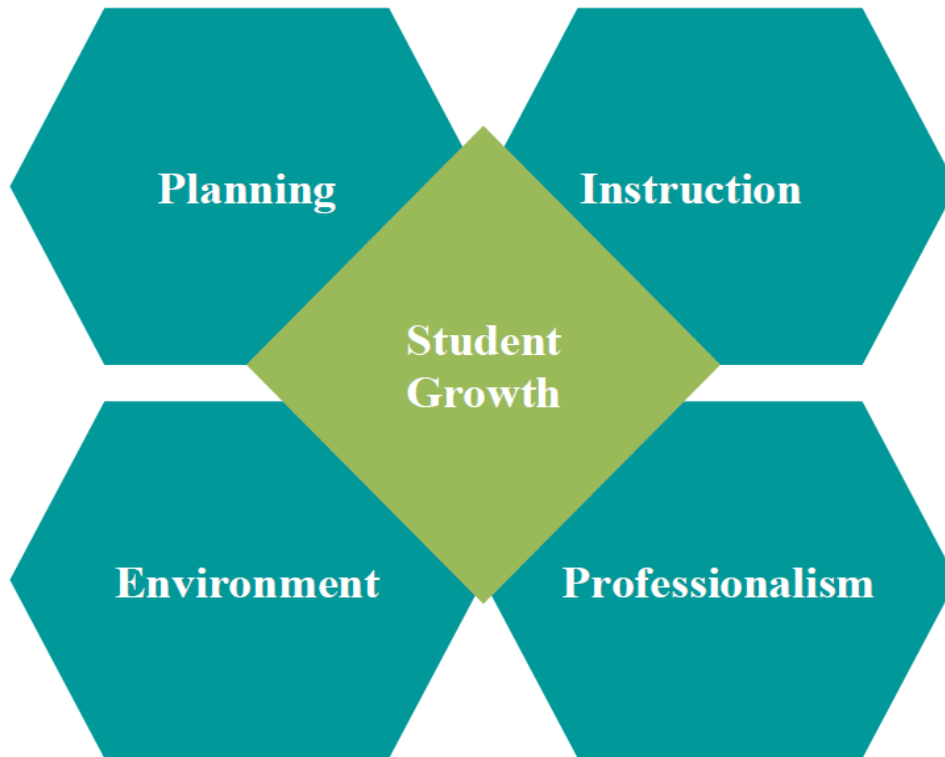 Planning
Instruction
Student
Growth
Environment
Professionalism